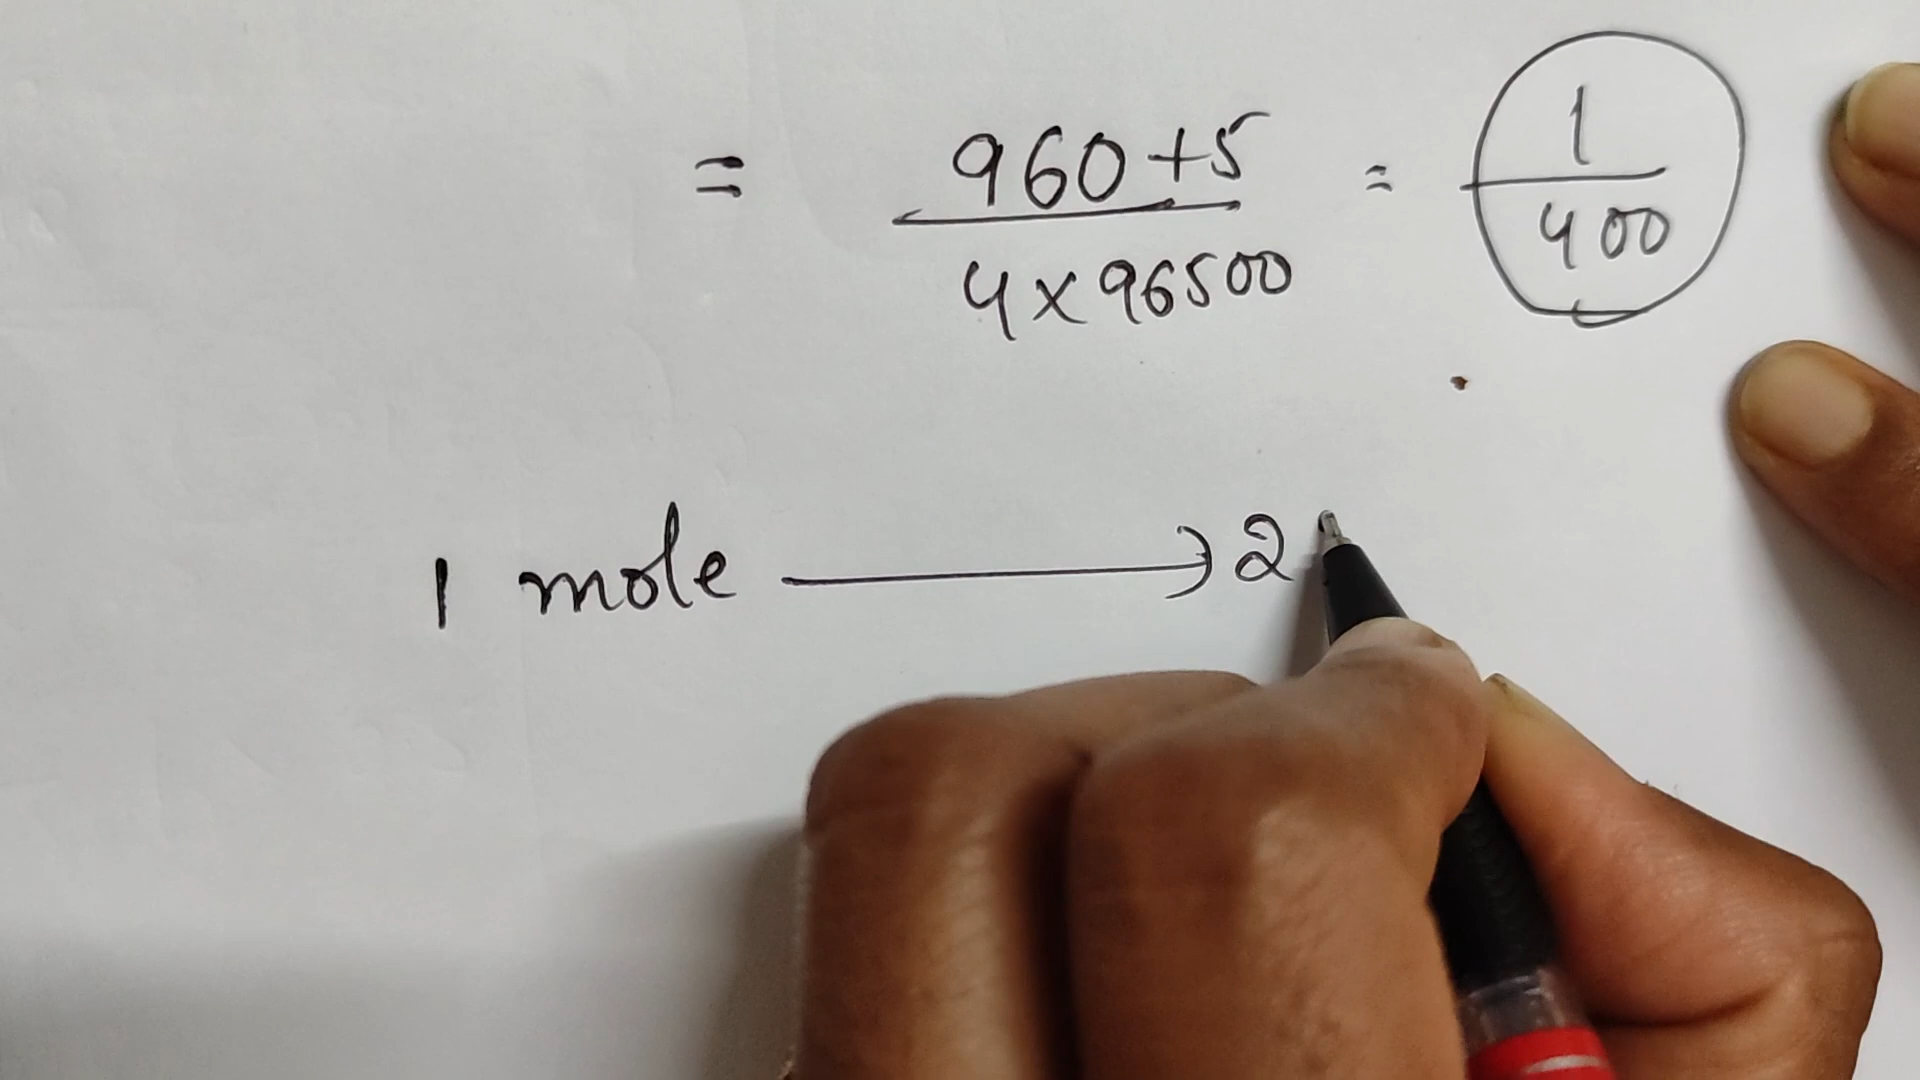 = 960+5 / 4×96500 = 1/400
1 mole → 2